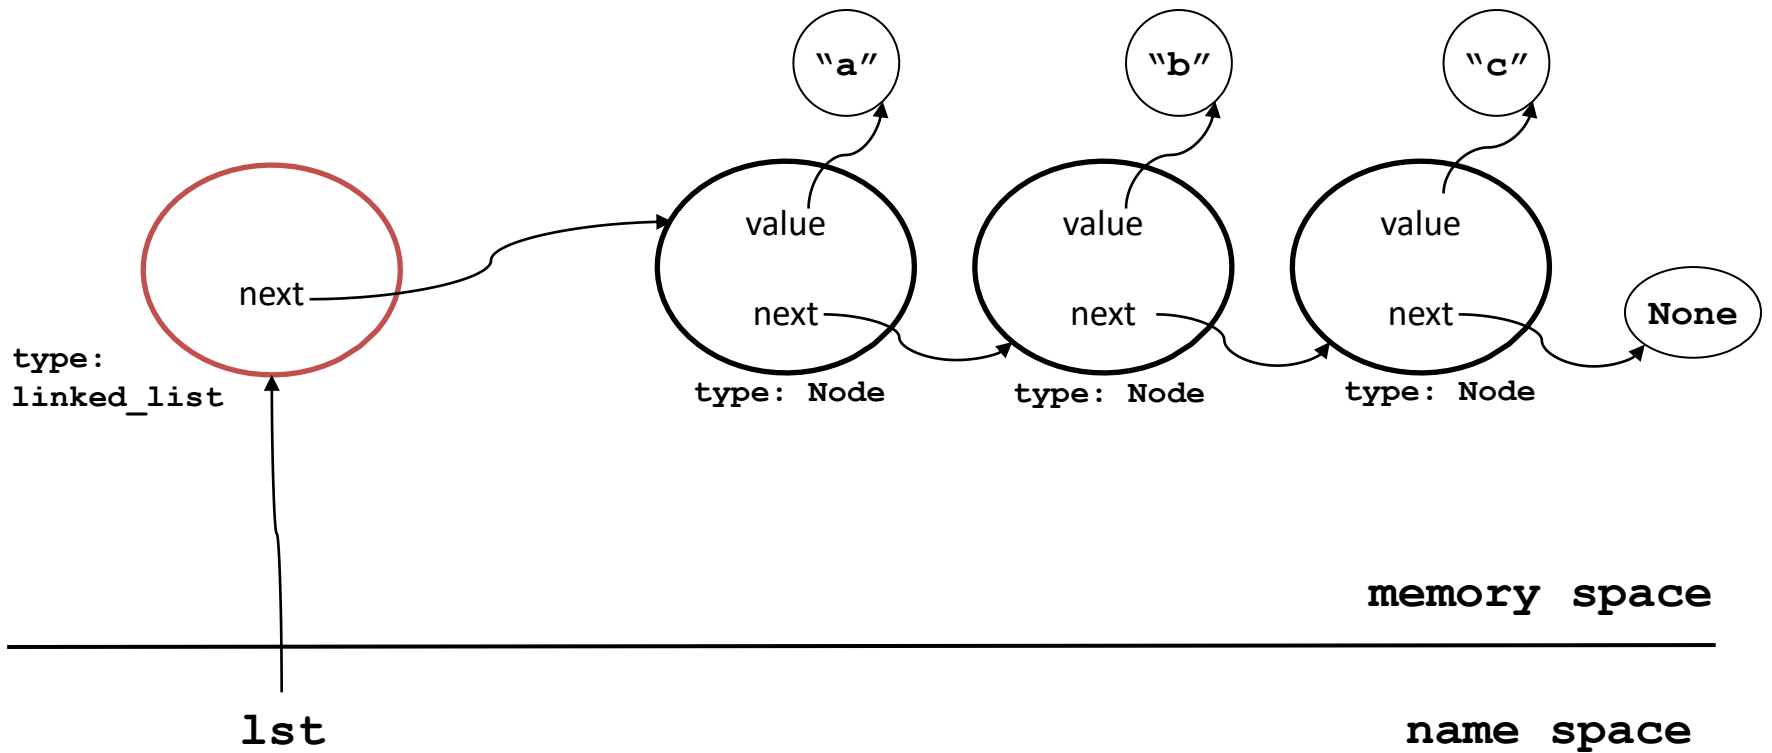 “a” “b” “c”
value value value
next
next next next
None
type:
linked_list
type: Node type: Node type: Node
memory space
lst
name space